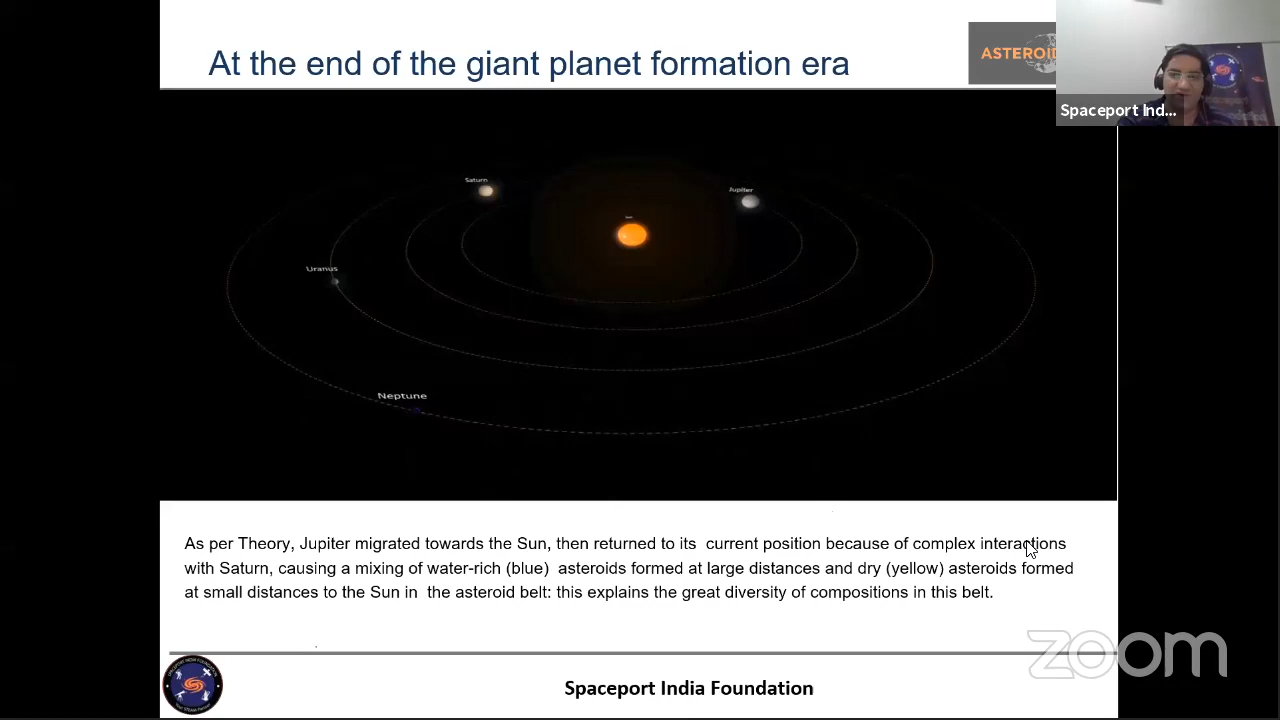 At the end of the giant planet formation era
ASTEROID
Spaceport Ind...
Saturn
Jupiter
Sun
Uranus
Neptune
As per Theory, Jupiter migrated towards the Sun, then returned to its current position because of complex interactions
with Saturn, causing a mixing of water-rich (blue) asteroids formed at large distances and dry (yellow) asteroids formed
at small distances to the Sun in the asteroid belt: this explains the great diversity of compositions in this belt.
zoom
SPACEPORT INDIA FOUNDATION
Spaceport India Foundation